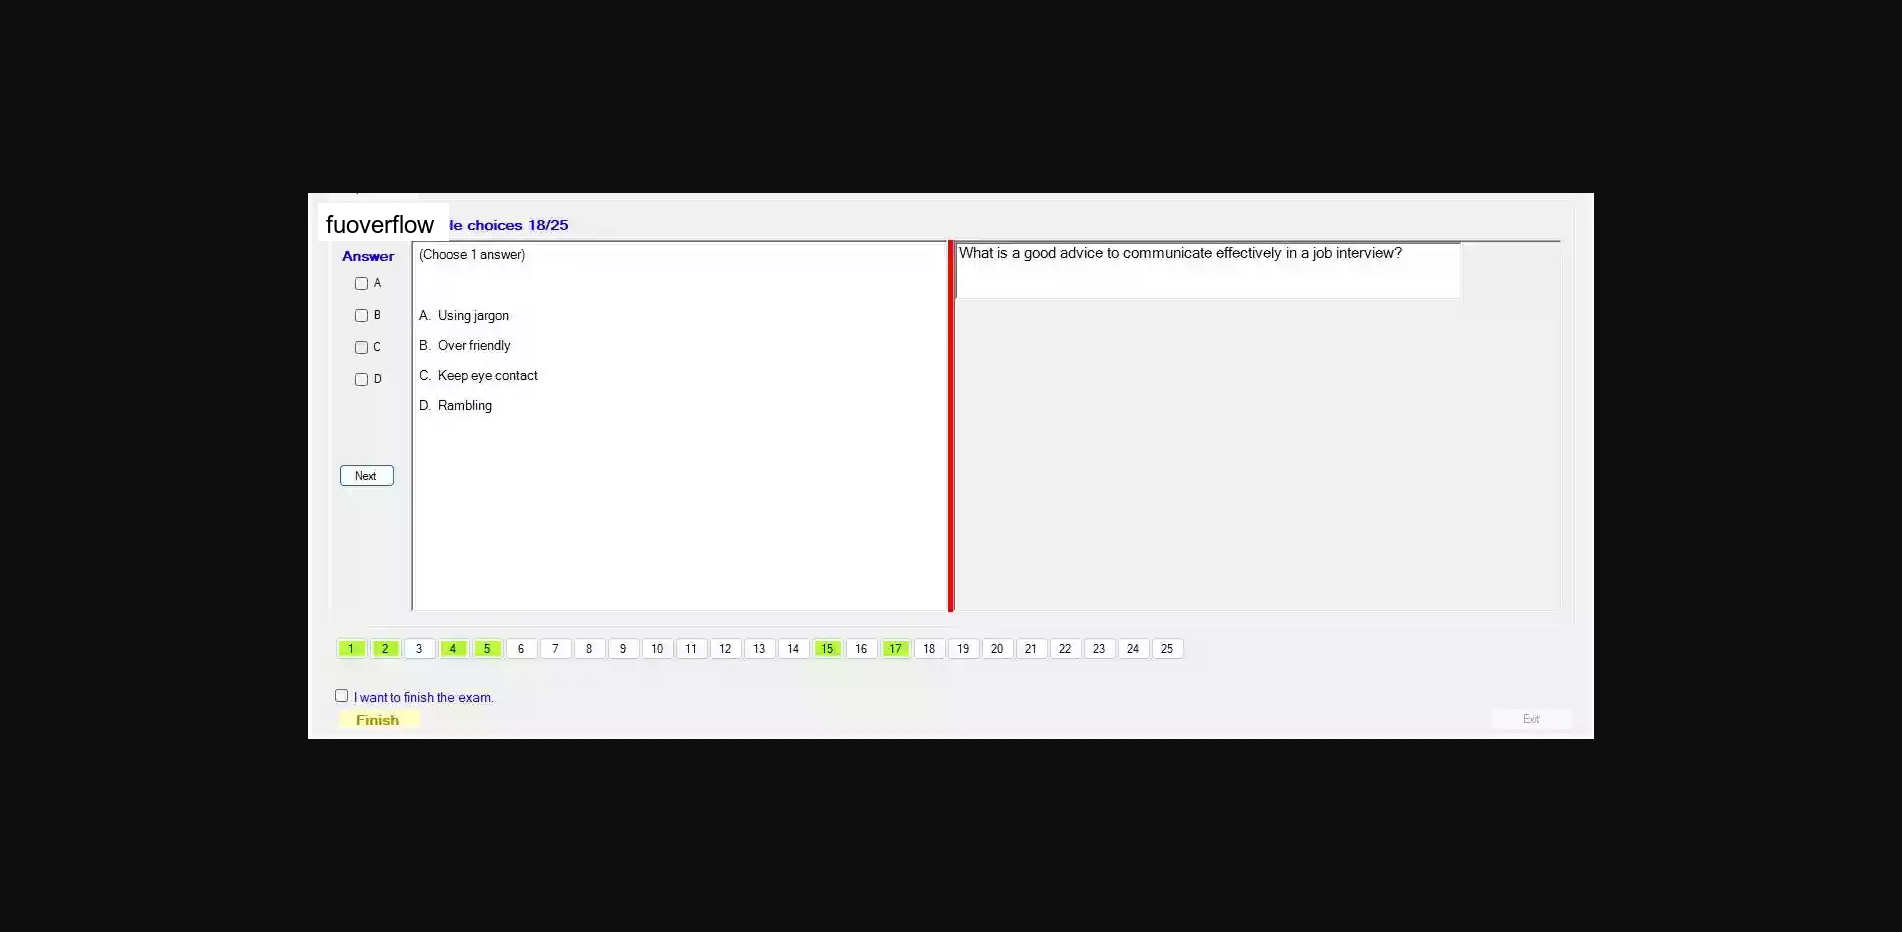 fuoverflow
le choices 18/25
Answer
A
B
C
D
Next
(Choose 1 answer)
A. Using jargon
B. Over friendly
C. Keep eye contact
D. Rambling
What is a good advice to communicate effectively in a job interview?
1 2 3 4 5 6 7 8 9 10 11 12 13 14 15 16 17 18 19 20 21 22 23 24 25
I want to finish the exam.
Finish
Exit